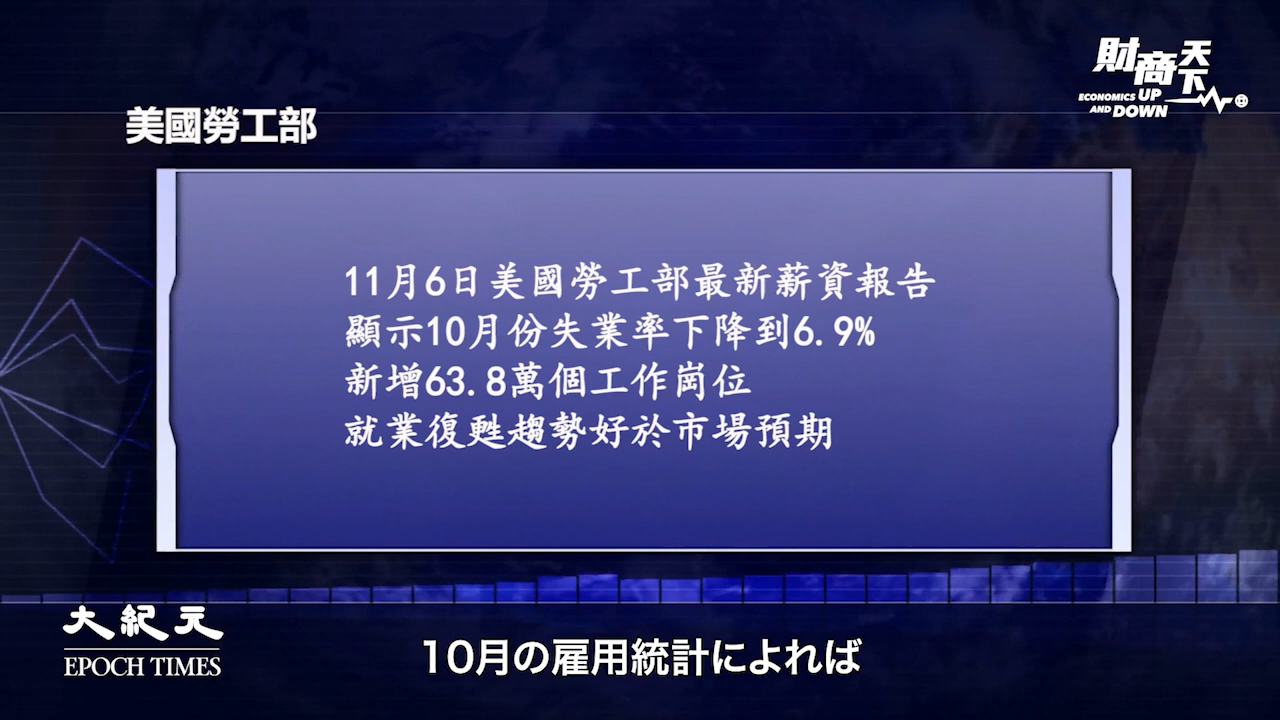 財商天下
ECONOMICS UP
AND DOWN
美國勞工部
11月6日美國勞工部最新薪資報告
顯示10月份失業率下降到6.9%
新增63.8萬個工作崗位
就業復甦趨勢好於市場預期
大紀元
EPOCH TIMES
10月の雇用統計によれば